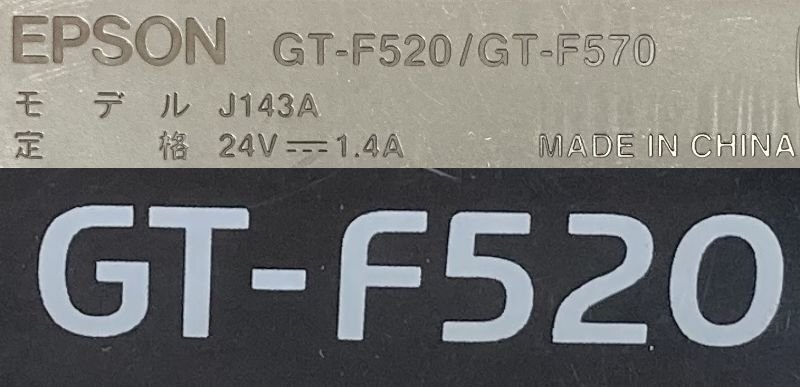 EPSON GT-F520/GT-F570
モデル J143A
定格 24V⎓1.4A
MADE IN CHINA
GT-F520